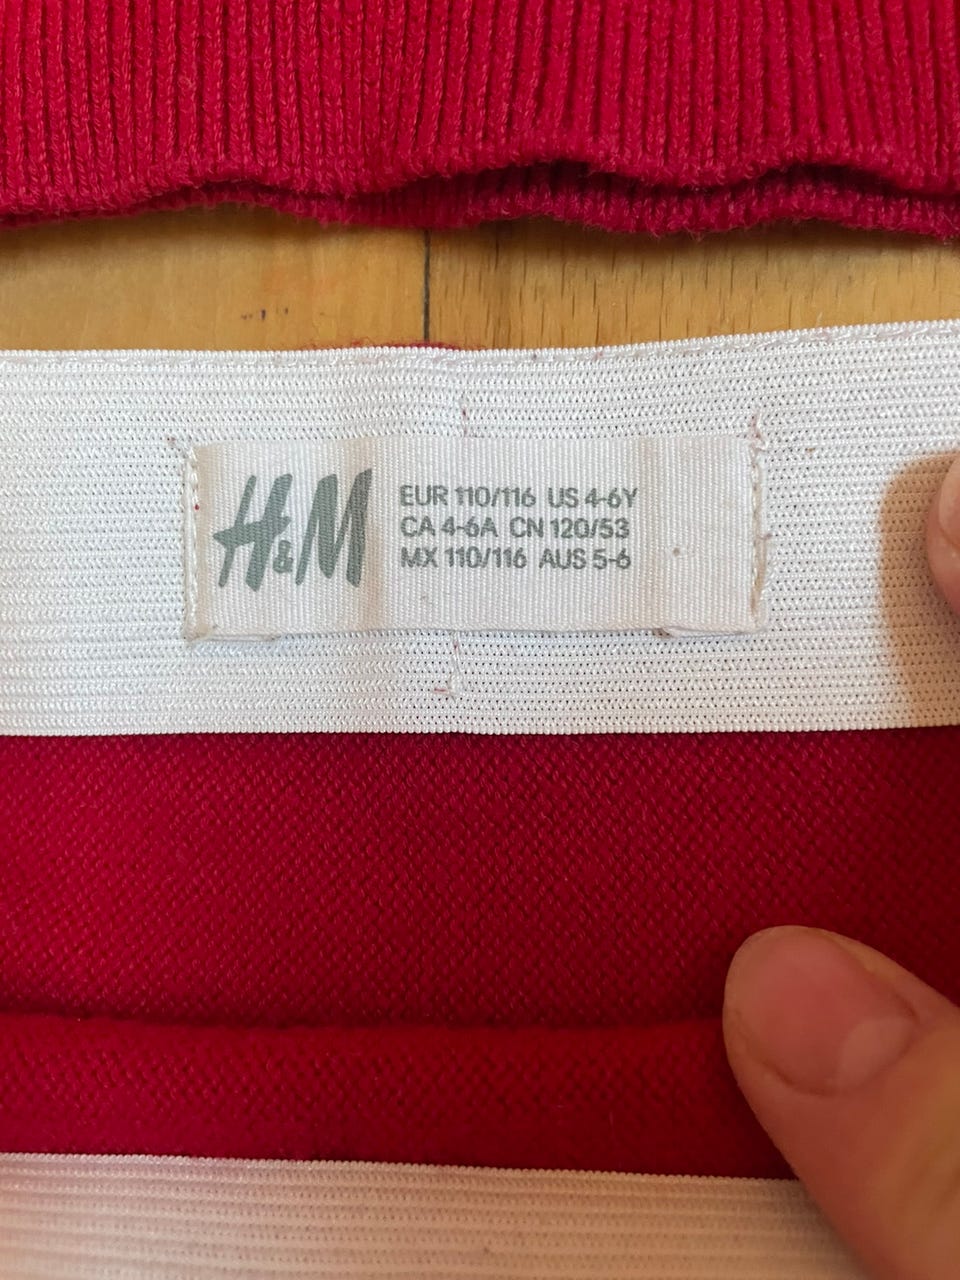 H&M
EUR 110/116 US 4-6Y
CA 4-6A CN 120/53
MX 110/116 AUS 5-6